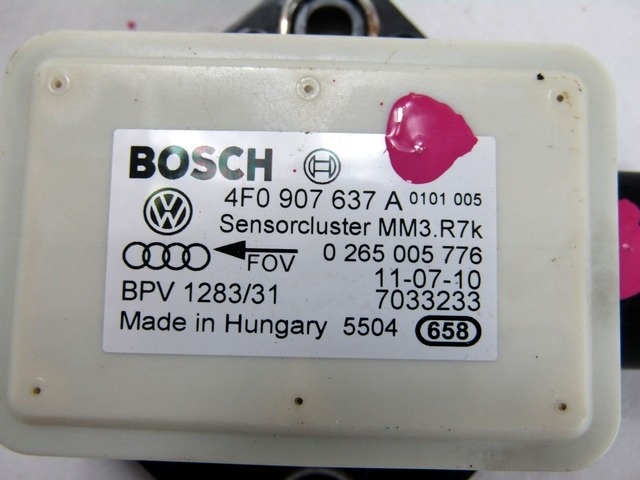 BOSCH
4F0 907 637 A 0101 005
Sensorcluster MM3.R7k
FOV 0 265 005 776
11-07-10
BPV 1283/31 7033233
Made in Hungary 5504 658